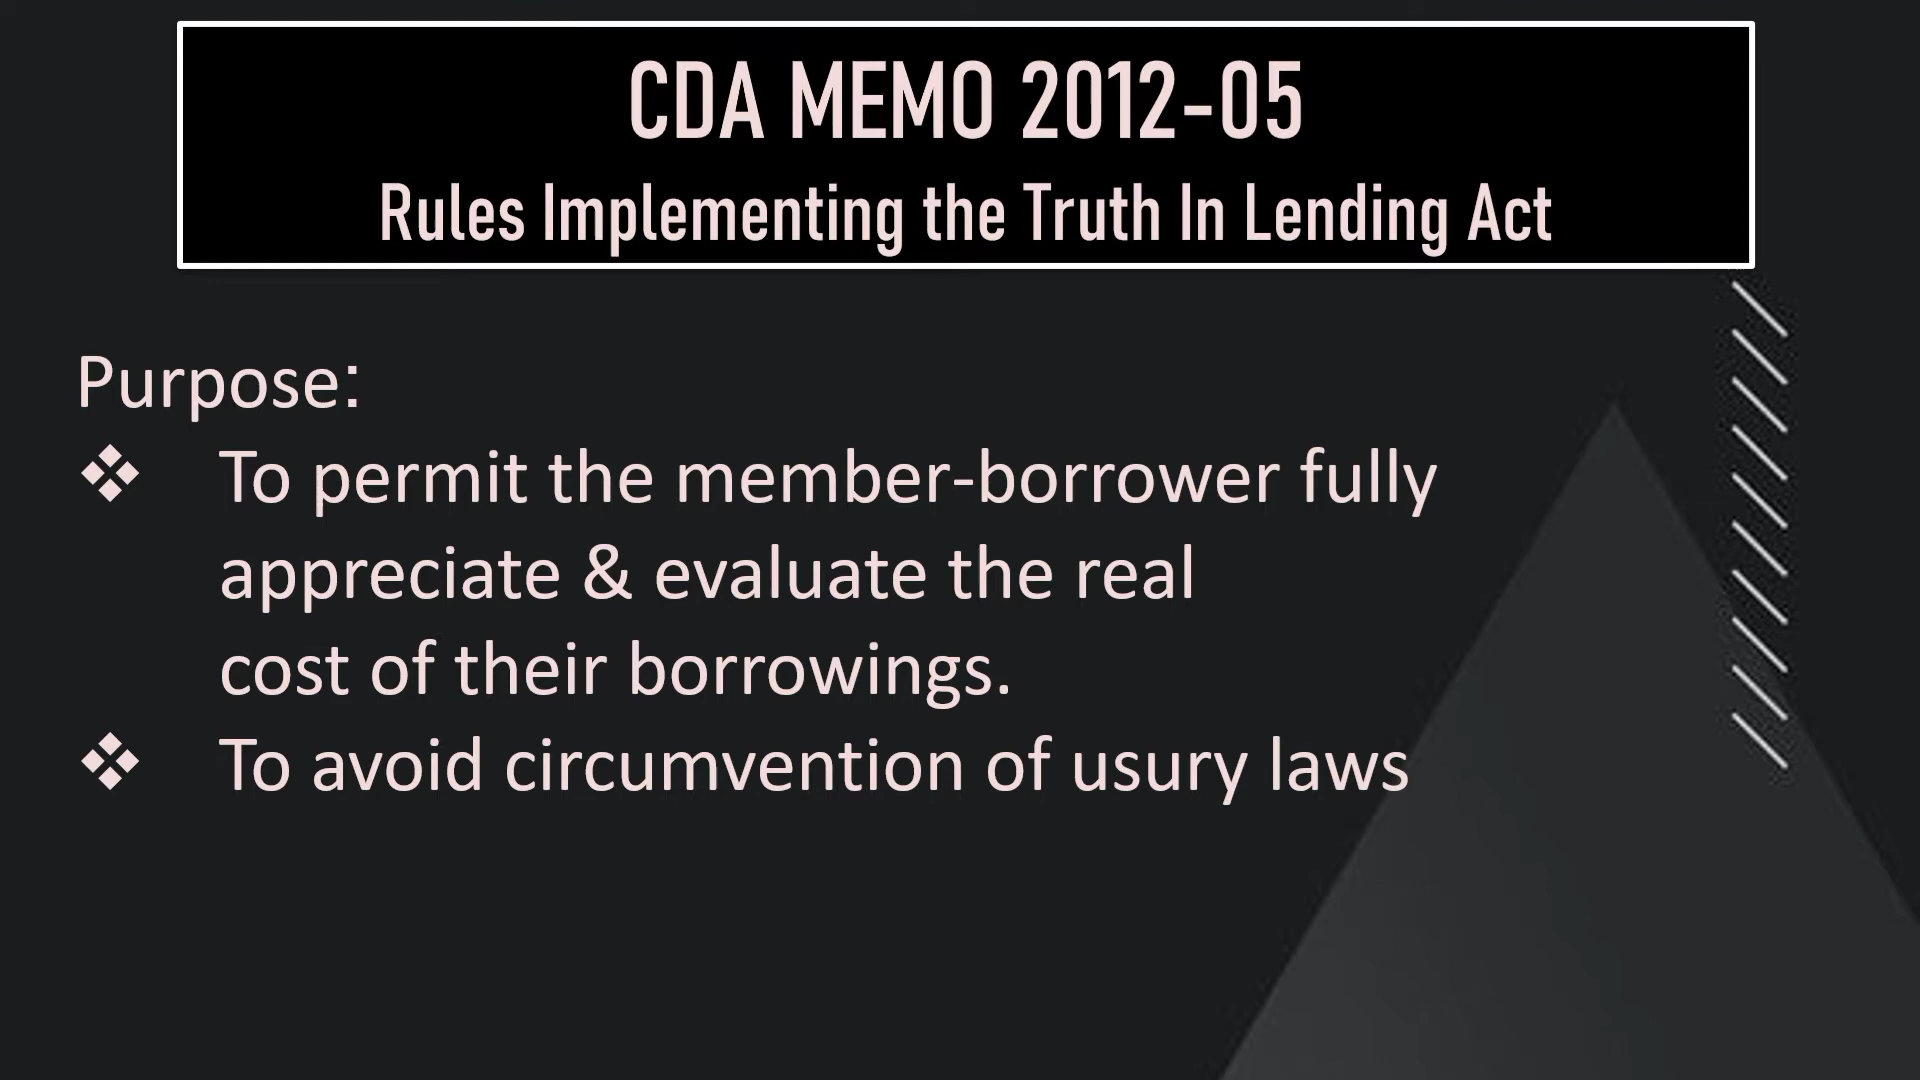 CDA MEMO 2012-05
Rules Implementing the Truth In Lending Act
Purpose:
❖ To permit the member-borrower fully
appreciate & evaluate the real
cost of their borrowings.
❖ To avoid circumvention of usury laws